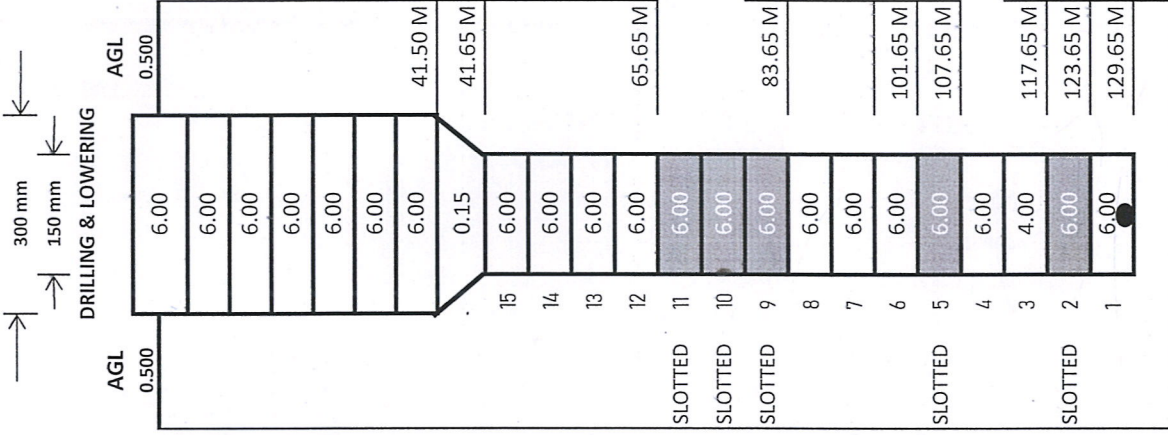 300 mm
150 mm
DRILLING & LOWERING
AGL AGL
0.500 0.500
6.00
6.00
6.00
6.00
6.00
6.00
6.00 41.50 M
0.15 41.65 M
15 6.00
14 6.00
13 6.00
12 6.00 65.65 M
SLOTTED 11 6.00
SLOTTED 10 6.00
SLOTTED 9 6.00 83.65 M
8 6.00
7 6.00
6 6.00 101.65 M
SLOTTED 5 6.00 107.65 M
4 6.00
3 4.00 117.65 M
SLOTTED 2 6.00 123.65 M
1 6.00 129.65 M